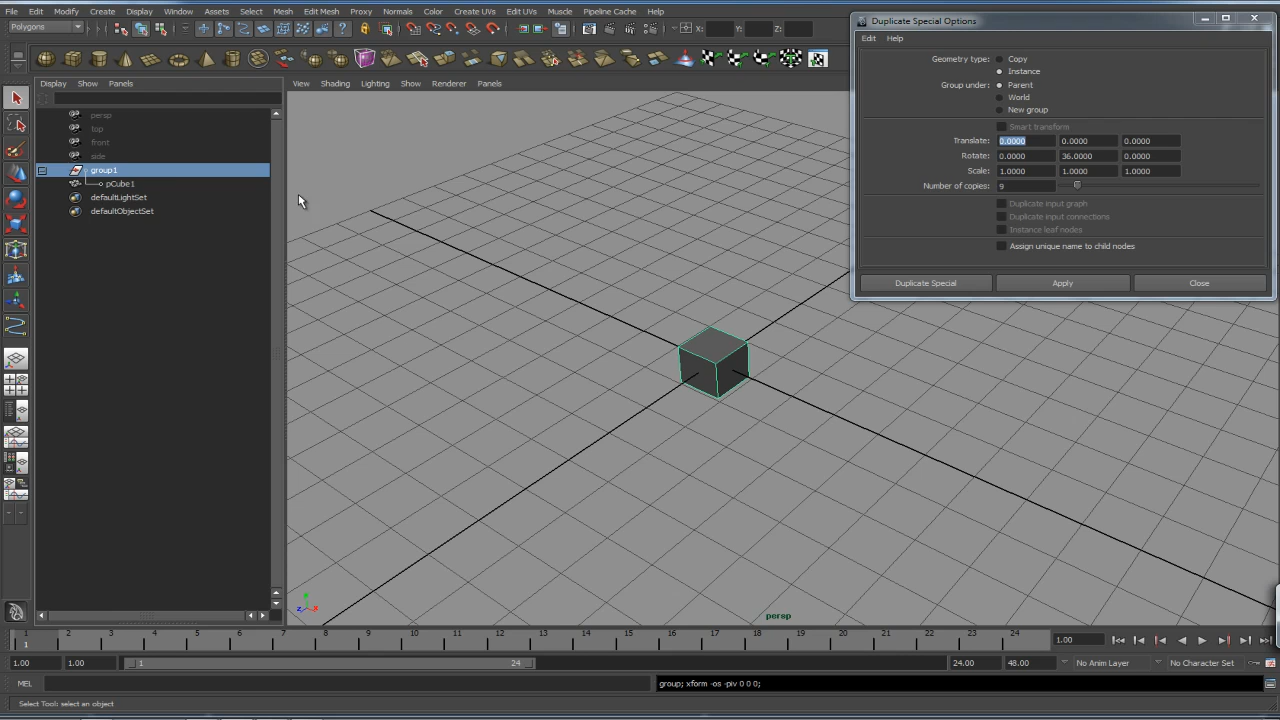 File Edit Modify Create Display Window Assets Select Mesh Edit Mesh Proxy Normals Color Create UVs Edit UVs Muscle Pipeline Cache Help
Polygons X: Y: Z:
Duplicate Special Options
Edit Help
Geometry type: Copy
Instance
Group under: Parent
World
New group
Smart transform
Translate: 0.0000 0.0000 0.0000
Rotate: 0.0000 36.0000 0.0000
Scale: 1.0000 1.0000 1.0000
Number of copies: 9
Duplicate input graph
Duplicate input connections
Instance leaf nodes
Assign unique name to child nodes
Duplicate Special Apply Close
Display Show Panels
persp
top
front
side
group1
pCube1
defaultLightSet
defaultObjectSet
View Shading Lighting Show Renderer Panels
persp
1 2 3 4 5 6 7 8 9 10 11 12 13 14 15 16 17 18 19 20 21 22 23 24
1 1.00
1.00 1.00 1 24 24.00 48.00 No Anim Layer No Character Set
MEL group; xform -os -piv 0 0 0;
Select Tool: select an object